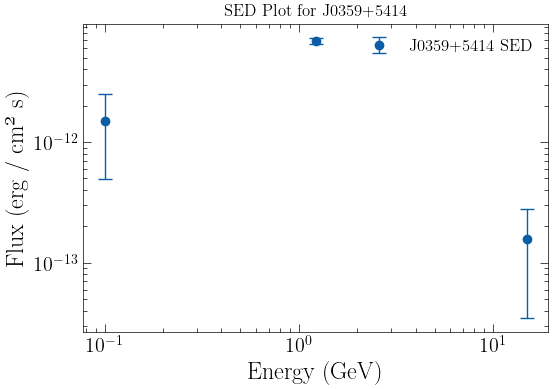 SED Plot for J0359+5414
J0359+5414 SED
Flux (erg / cm² s)
10⁻¹²
10⁻¹³
10⁻¹
10⁰
10¹
Energy (GeV)